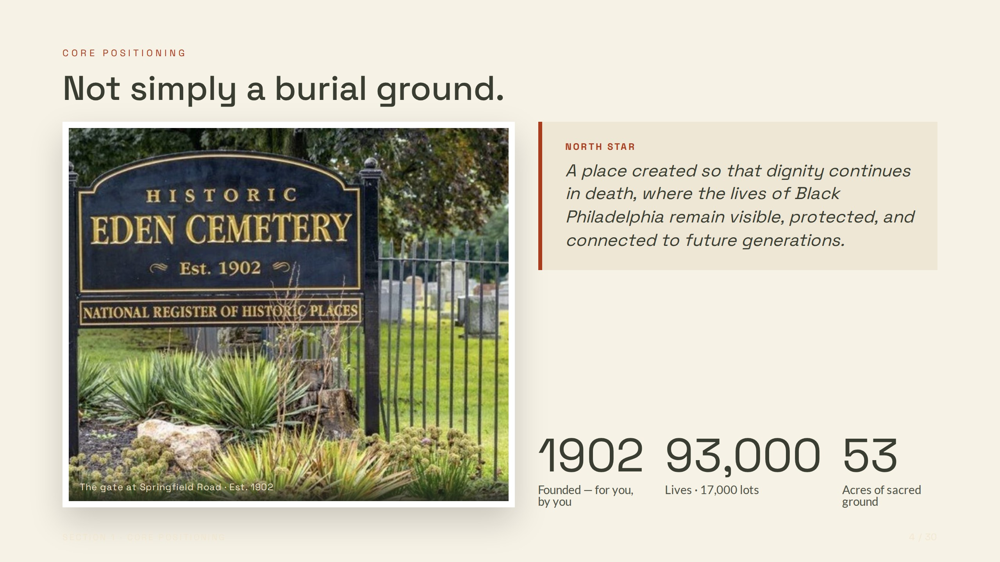 CORE POSITIONING
Not simply a burial ground.
HISTORIC
EDEN CEMETERY
Est. 1902
NATIONAL REGISTER OF HISTORIC PLACES
The gate at Springfield Road · Est. 1902
NORTH STAR
A place created so that dignity continues
in death, where the lives of Black
Philadelphia remain visible, protected, and
connected to future generations.
1902
Founded — for you,
by you
93,000
Lives · 17,000 lots
53
Acres of sacred
ground
SECTION 1 · CORE POSITIONING
4 / 30